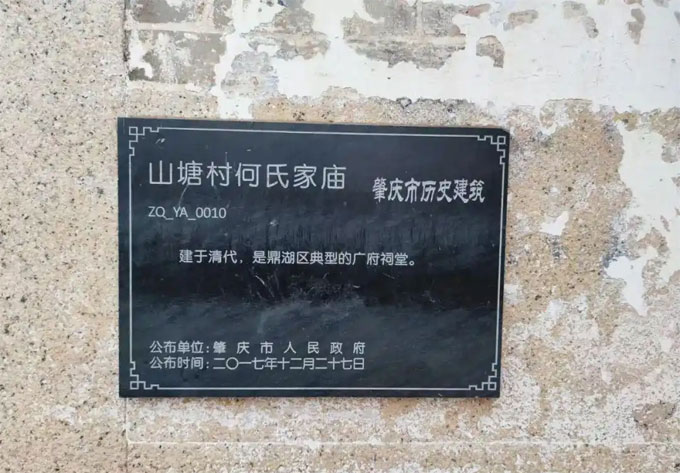 山塘村何氏家庙
肇庆市历史建筑
ZQ_YA_0010
建于清代，是鼎湖区典型的广府祠堂。
公布单位：肇庆市人民政府
公布时间：二〇一七年十二月二十七日